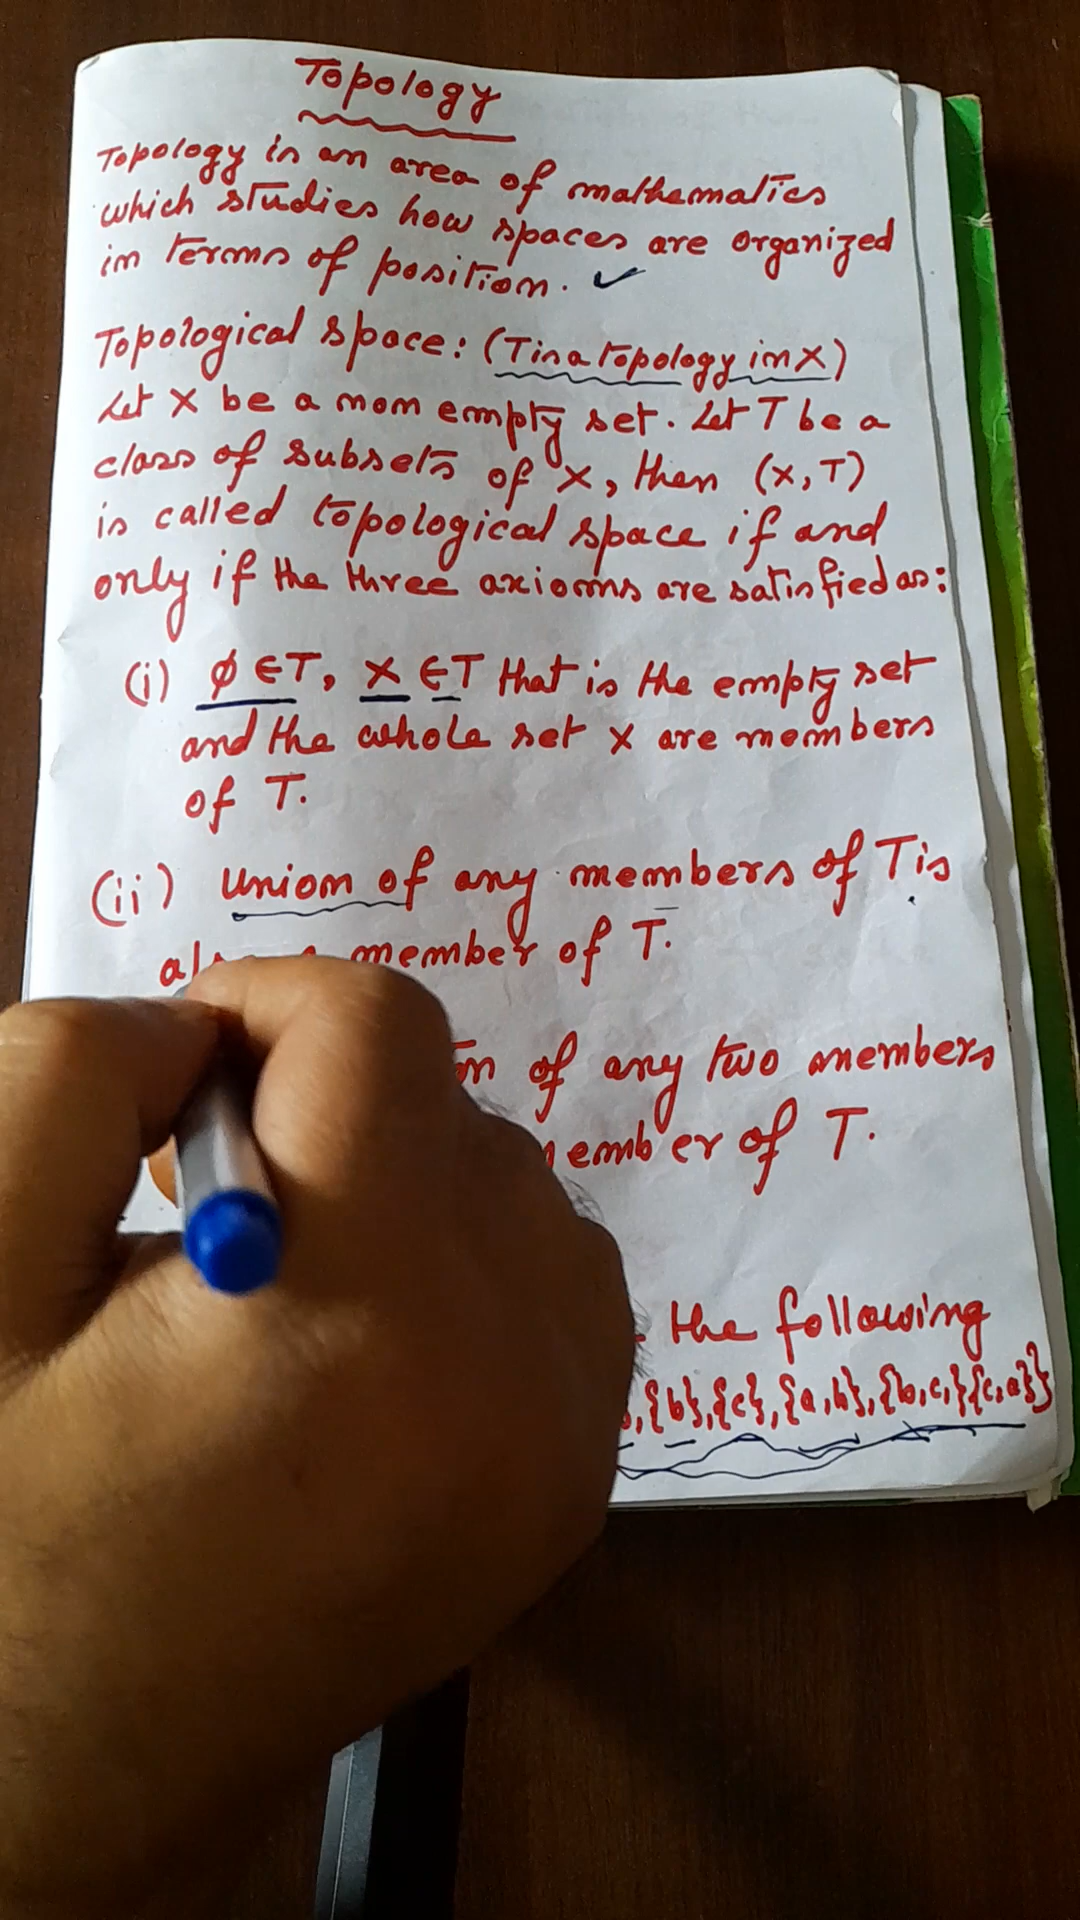 Topology
Topology is an area of mathematics
which studies how spaces are organized
in terms of position.
Topological space: (T is a topology in X)
Let X be a non empty set. Let T be a
class of subsets of X, then (X, T)
is called topological space if and
only if the three axioms are satisfied as:
(i) ϕ ∈ T, X ∈ T that is the empty set
and the whole set X are members
of T.
(ii) Union of any members of T is
also a member of T.
of any two members
member of T.
the following
{b}, {c}, {a, b}, {b, c, } {c, a}}